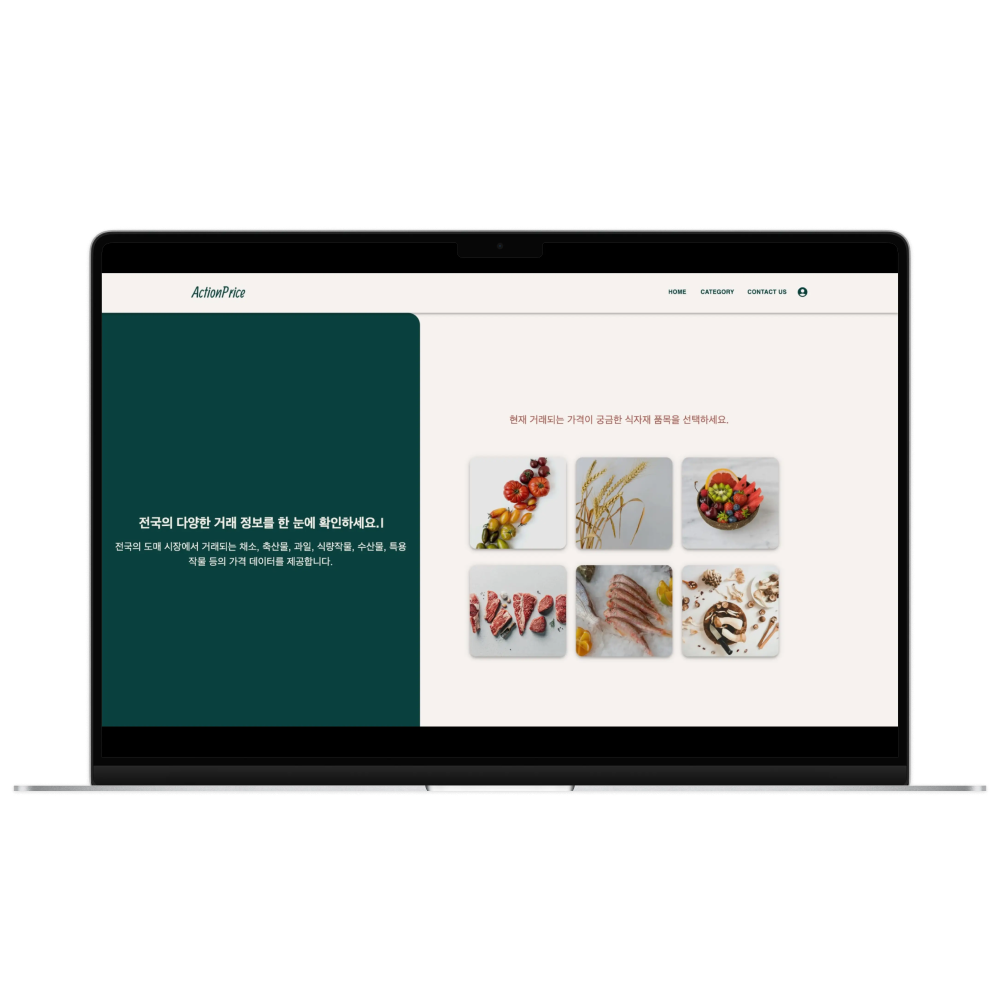 ActionPrice
HOME CATEGORY CONTACT US
전국의 다양한 거래 정보를 한 눈에 확인하세요.|
전국의 도매 시장에서 거래되는 채소, 축산물, 과일, 식량작물, 수산물, 특용
작물 등의 가격 데이터를 제공합니다.
현재 거래되는 가격이 궁금한 식자재 품목을 선택하세요.